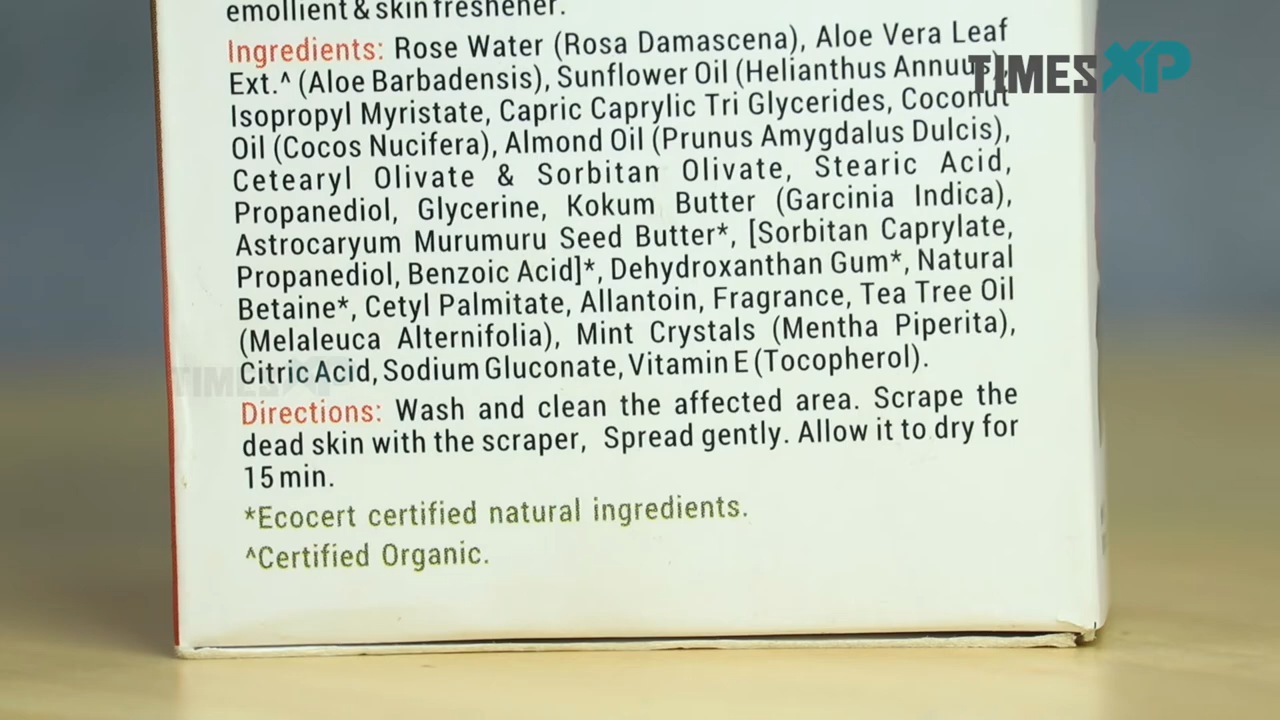 emollient & skin freshener.
Ingredients: Rose Water (Rosa Damascena), Aloe Vera Leaf
Ext.^ (Aloe Barbadensis), Sunflower Oil (Helianthus Annuus),
Isopropyl Myristate, Capric Caprylic Tri Glycerides, Coconut
Oil (Cocos Nucifera), Almond Oil (Prunus Amygdalus Dulcis),
Cetearyl Olivate & Sorbitan Olivate, Stearic Acid,
Propanediol, Glycerine, Kokum Butter (Garcinia Indica),
Astrocaryum Murumuru Seed Butter*, [Sorbitan Caprylate,
Propanediol, Benzoic Acid]*, Dehydroxanthan Gum*, Natural
Betaine*, Cetyl Palmitate, Allantoin, Fragrance, Tea Tree Oil
(Melaleuca Alternifolia), Mint Crystals (Mentha Piperita),
Citric Acid, Sodium Gluconate, Vitamin E (Tocopherol).
Directions: Wash and clean the affected area. Scrape the
dead skin with the scraper, Spread gently. Allow it to dry for
15 min.
*Ecocert certified natural ingredients.
^Certified Organic.
TIMESXP
TIMESXP